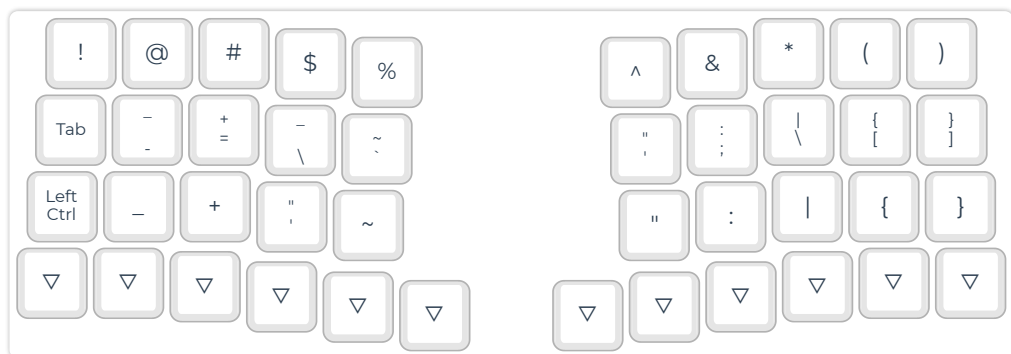 ! @ # $ % ^ & * ( )
Tab _ + _ ~ " : | { }
- = \ ` ' ; \ [ ]
Left _ + " ~ " : | { }
Ctrl '
▽ ▽ ▽ ▽ ▽ ▽ ▽ ▽ ▽ ▽ ▽ ▽